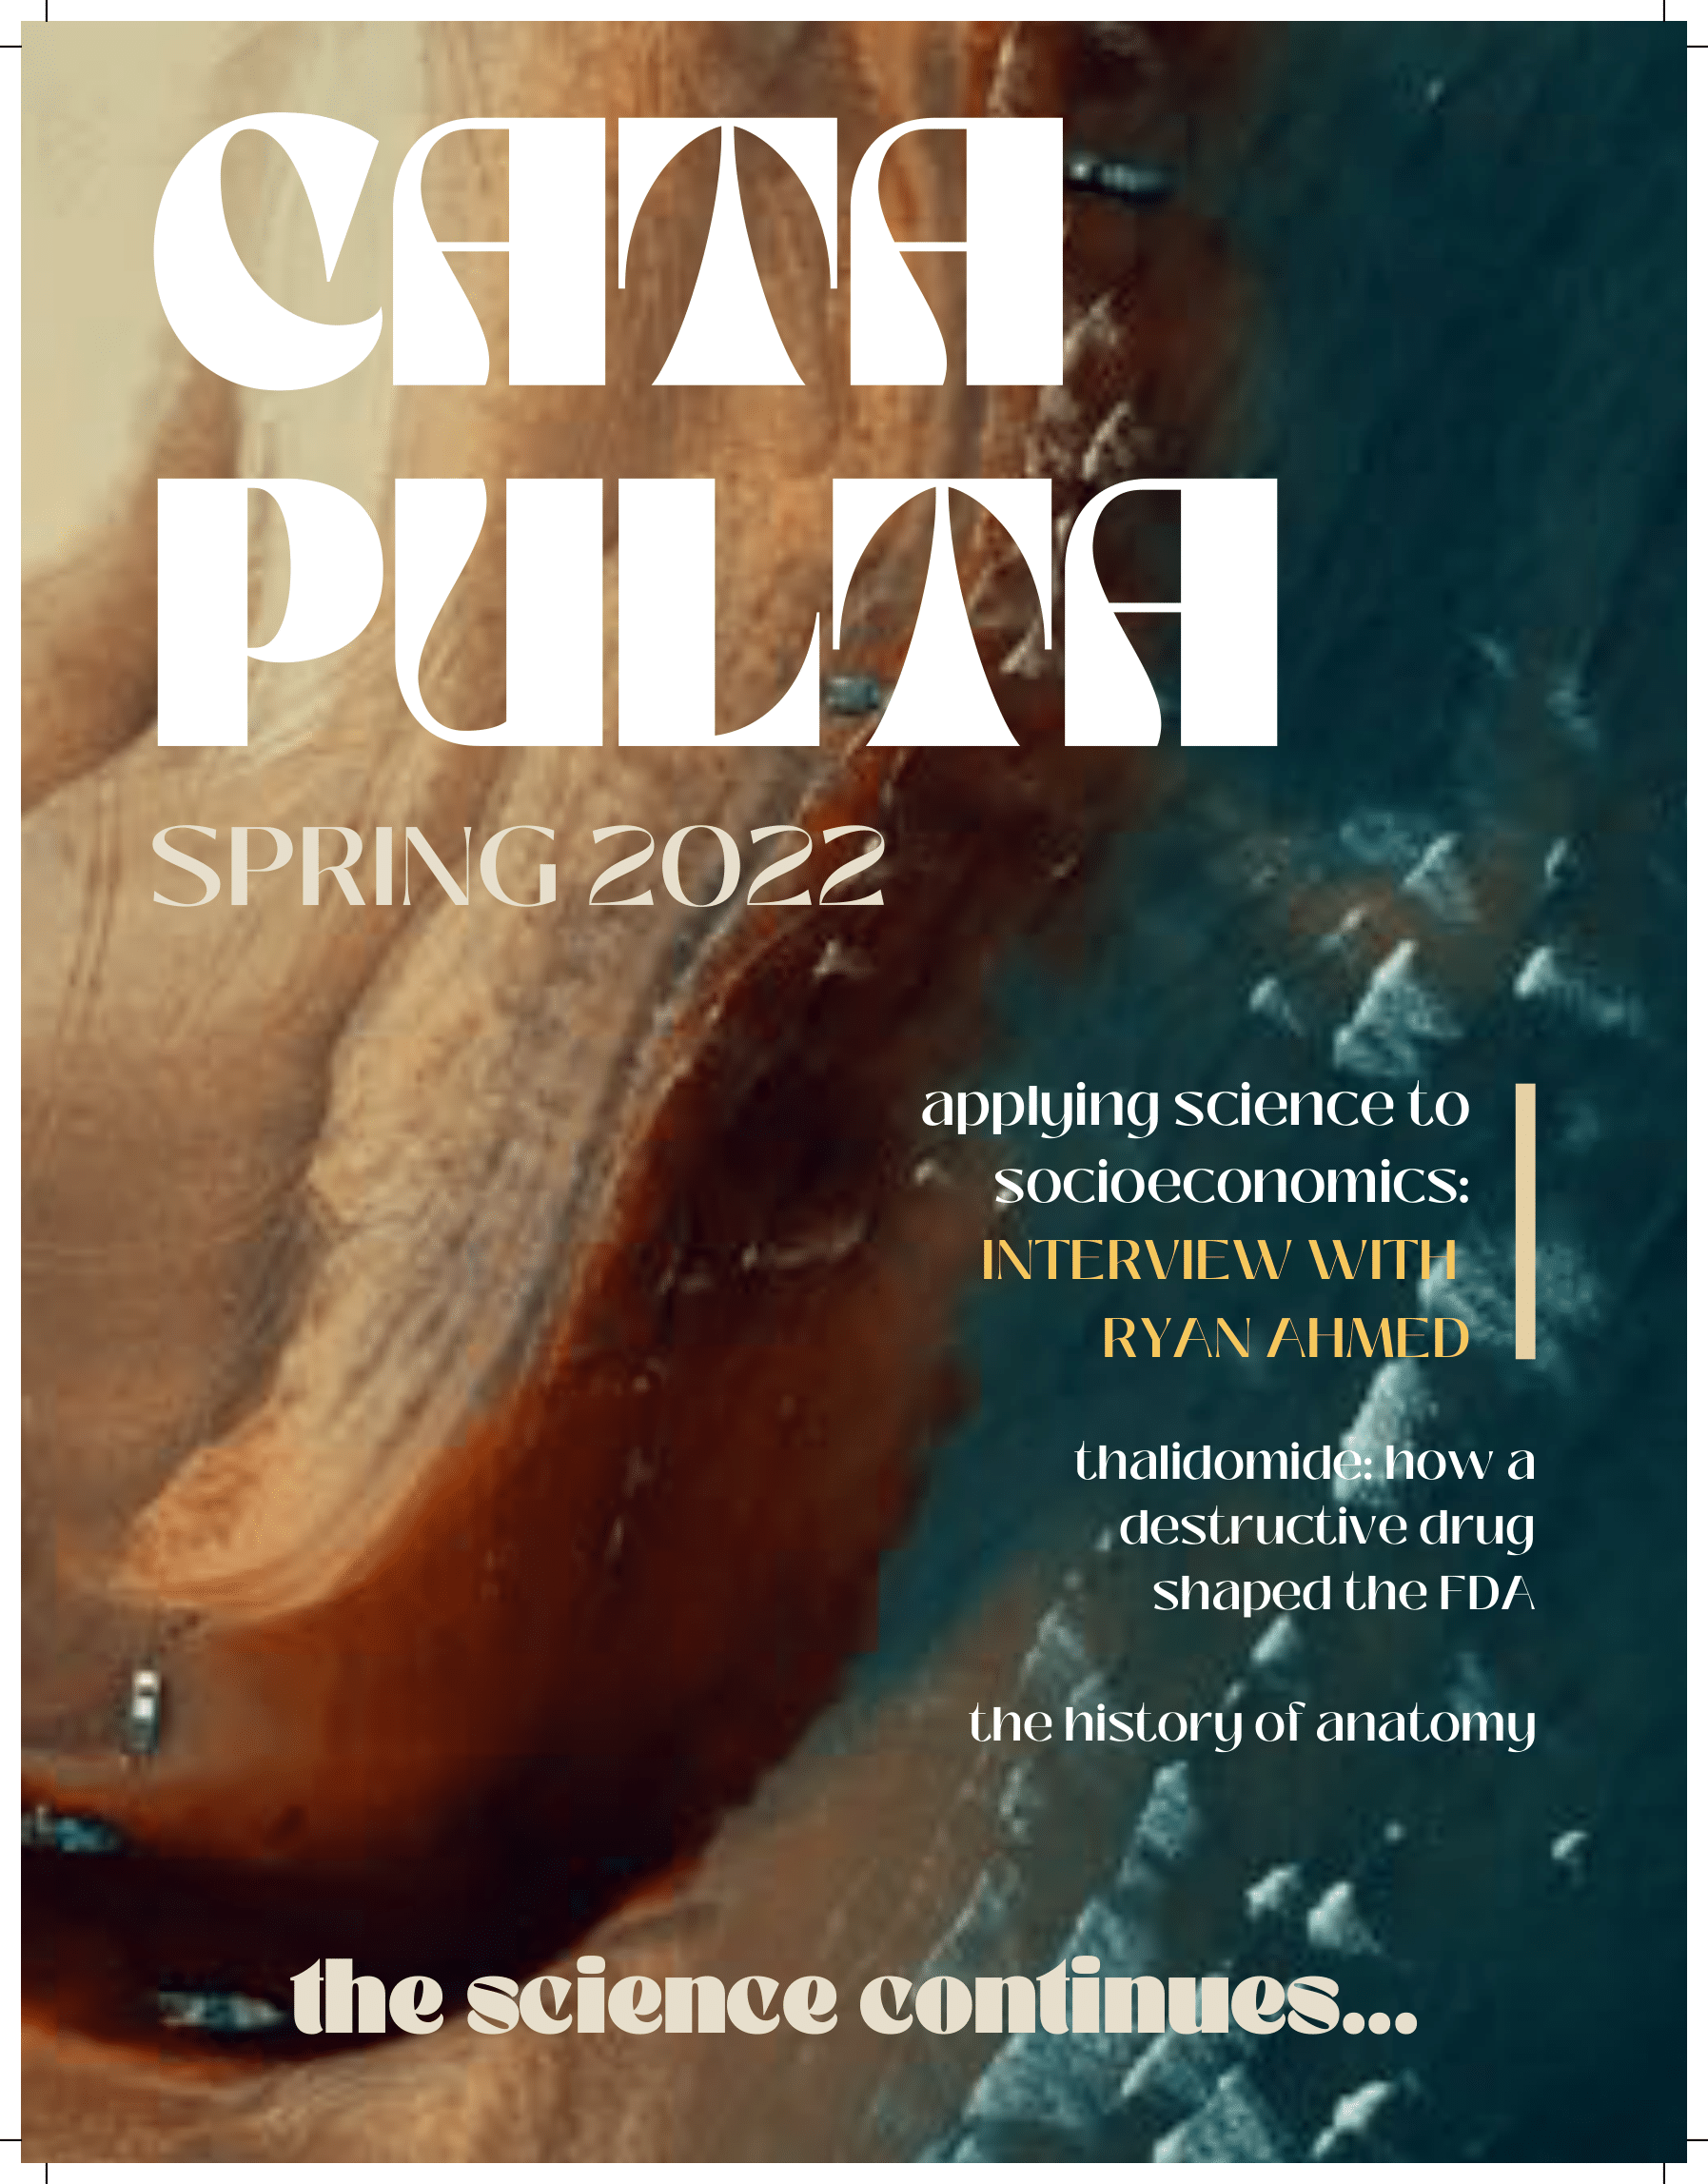 CATA
PULTA
SPRING 2022
applying science to
socioeconomics:
INTERVIEW WITH
RYAN AHMED
thalidomide: how a
destructive drug
shaped the FDA
the history of anatomy
the science continues...